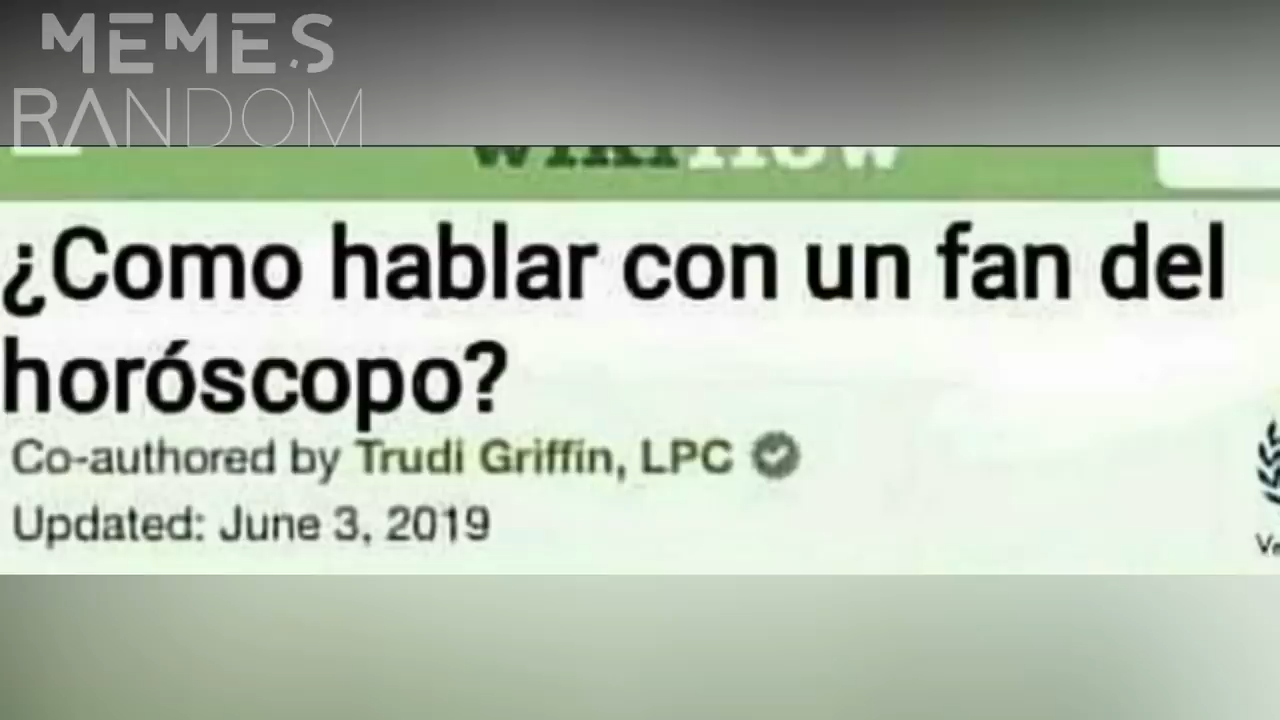 MEMES
RANDOM
wikiHow
¿Como hablar con un fan del
horóscopo?
Co-authored by Trudi Griffin, LPC
Updated: June 3, 2019